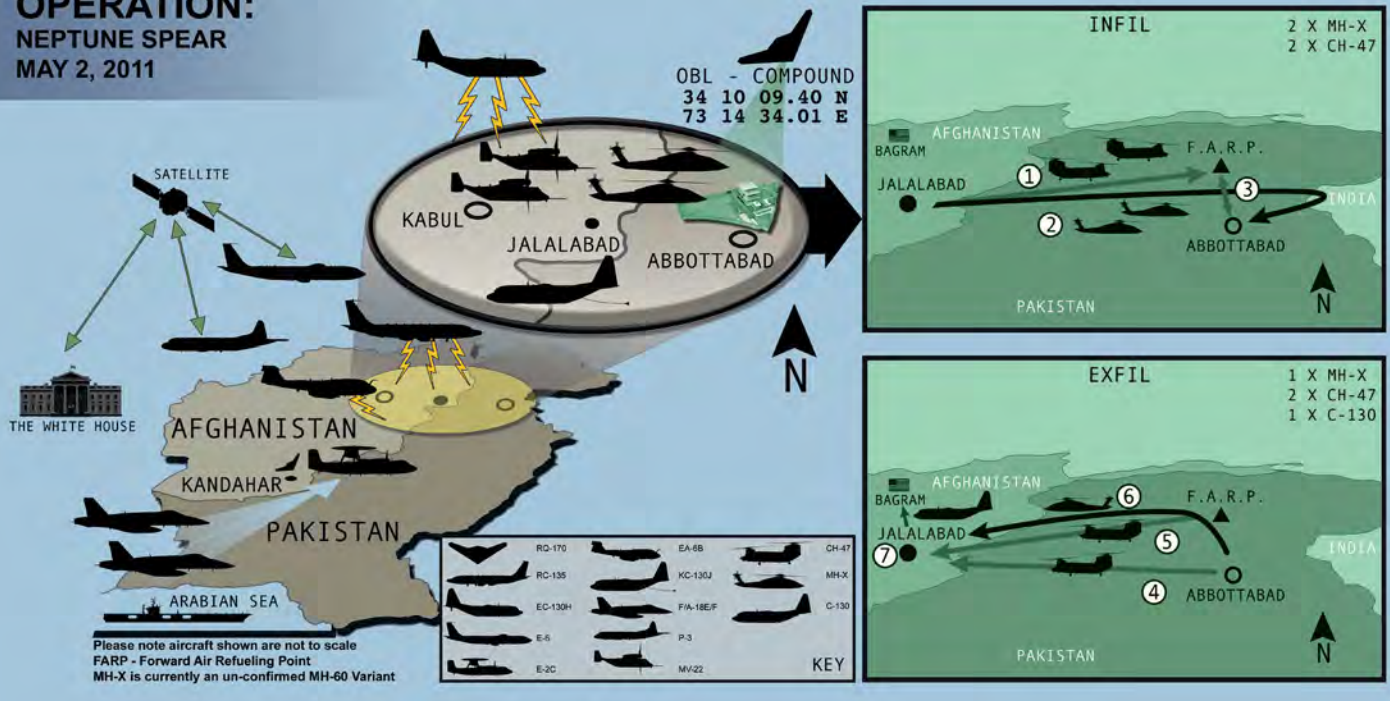 OPERATION:
NEPTUNE SPEAR
MAY 2, 2011
OBL - COMPOUND
34 10 09.40 N
73 14 34.01 E
SATELLITE
KABUL
JALALABAD
ABBOTTABAD
N
THE WHITE HOUSE
AFGHANISTAN
KANDAHAR
PAKISTAN
ARABIAN SEA
Please note aircraft shown are not to scale
FARP - Forward Air Refueling Point
MH-X is currently an un-confirmed MH-60 Variant
RQ-170
EA-6B
CH-47
RC-135
KC-130J
MH-X
EC-130H
F/A-18E/F
C-130
E-6
P-3
E-2C
MV-22
KEY
INFIL
2 X MH-X
2 X CH-47
AFGHANISTAN
BAGRAM
F.A.R.P.
JALALABAD
1
3
INDIA
2
ABBOTTABAD
PAKISTAN
N
EXFIL
1 X MH-X
2 X CH-47
1 X C-130
AFGHANISTAN
BAGRAM
6
F.A.R.P.
JALALABAD
7
5
INDIA
4
ABBOTTABAD
PAKISTAN
N